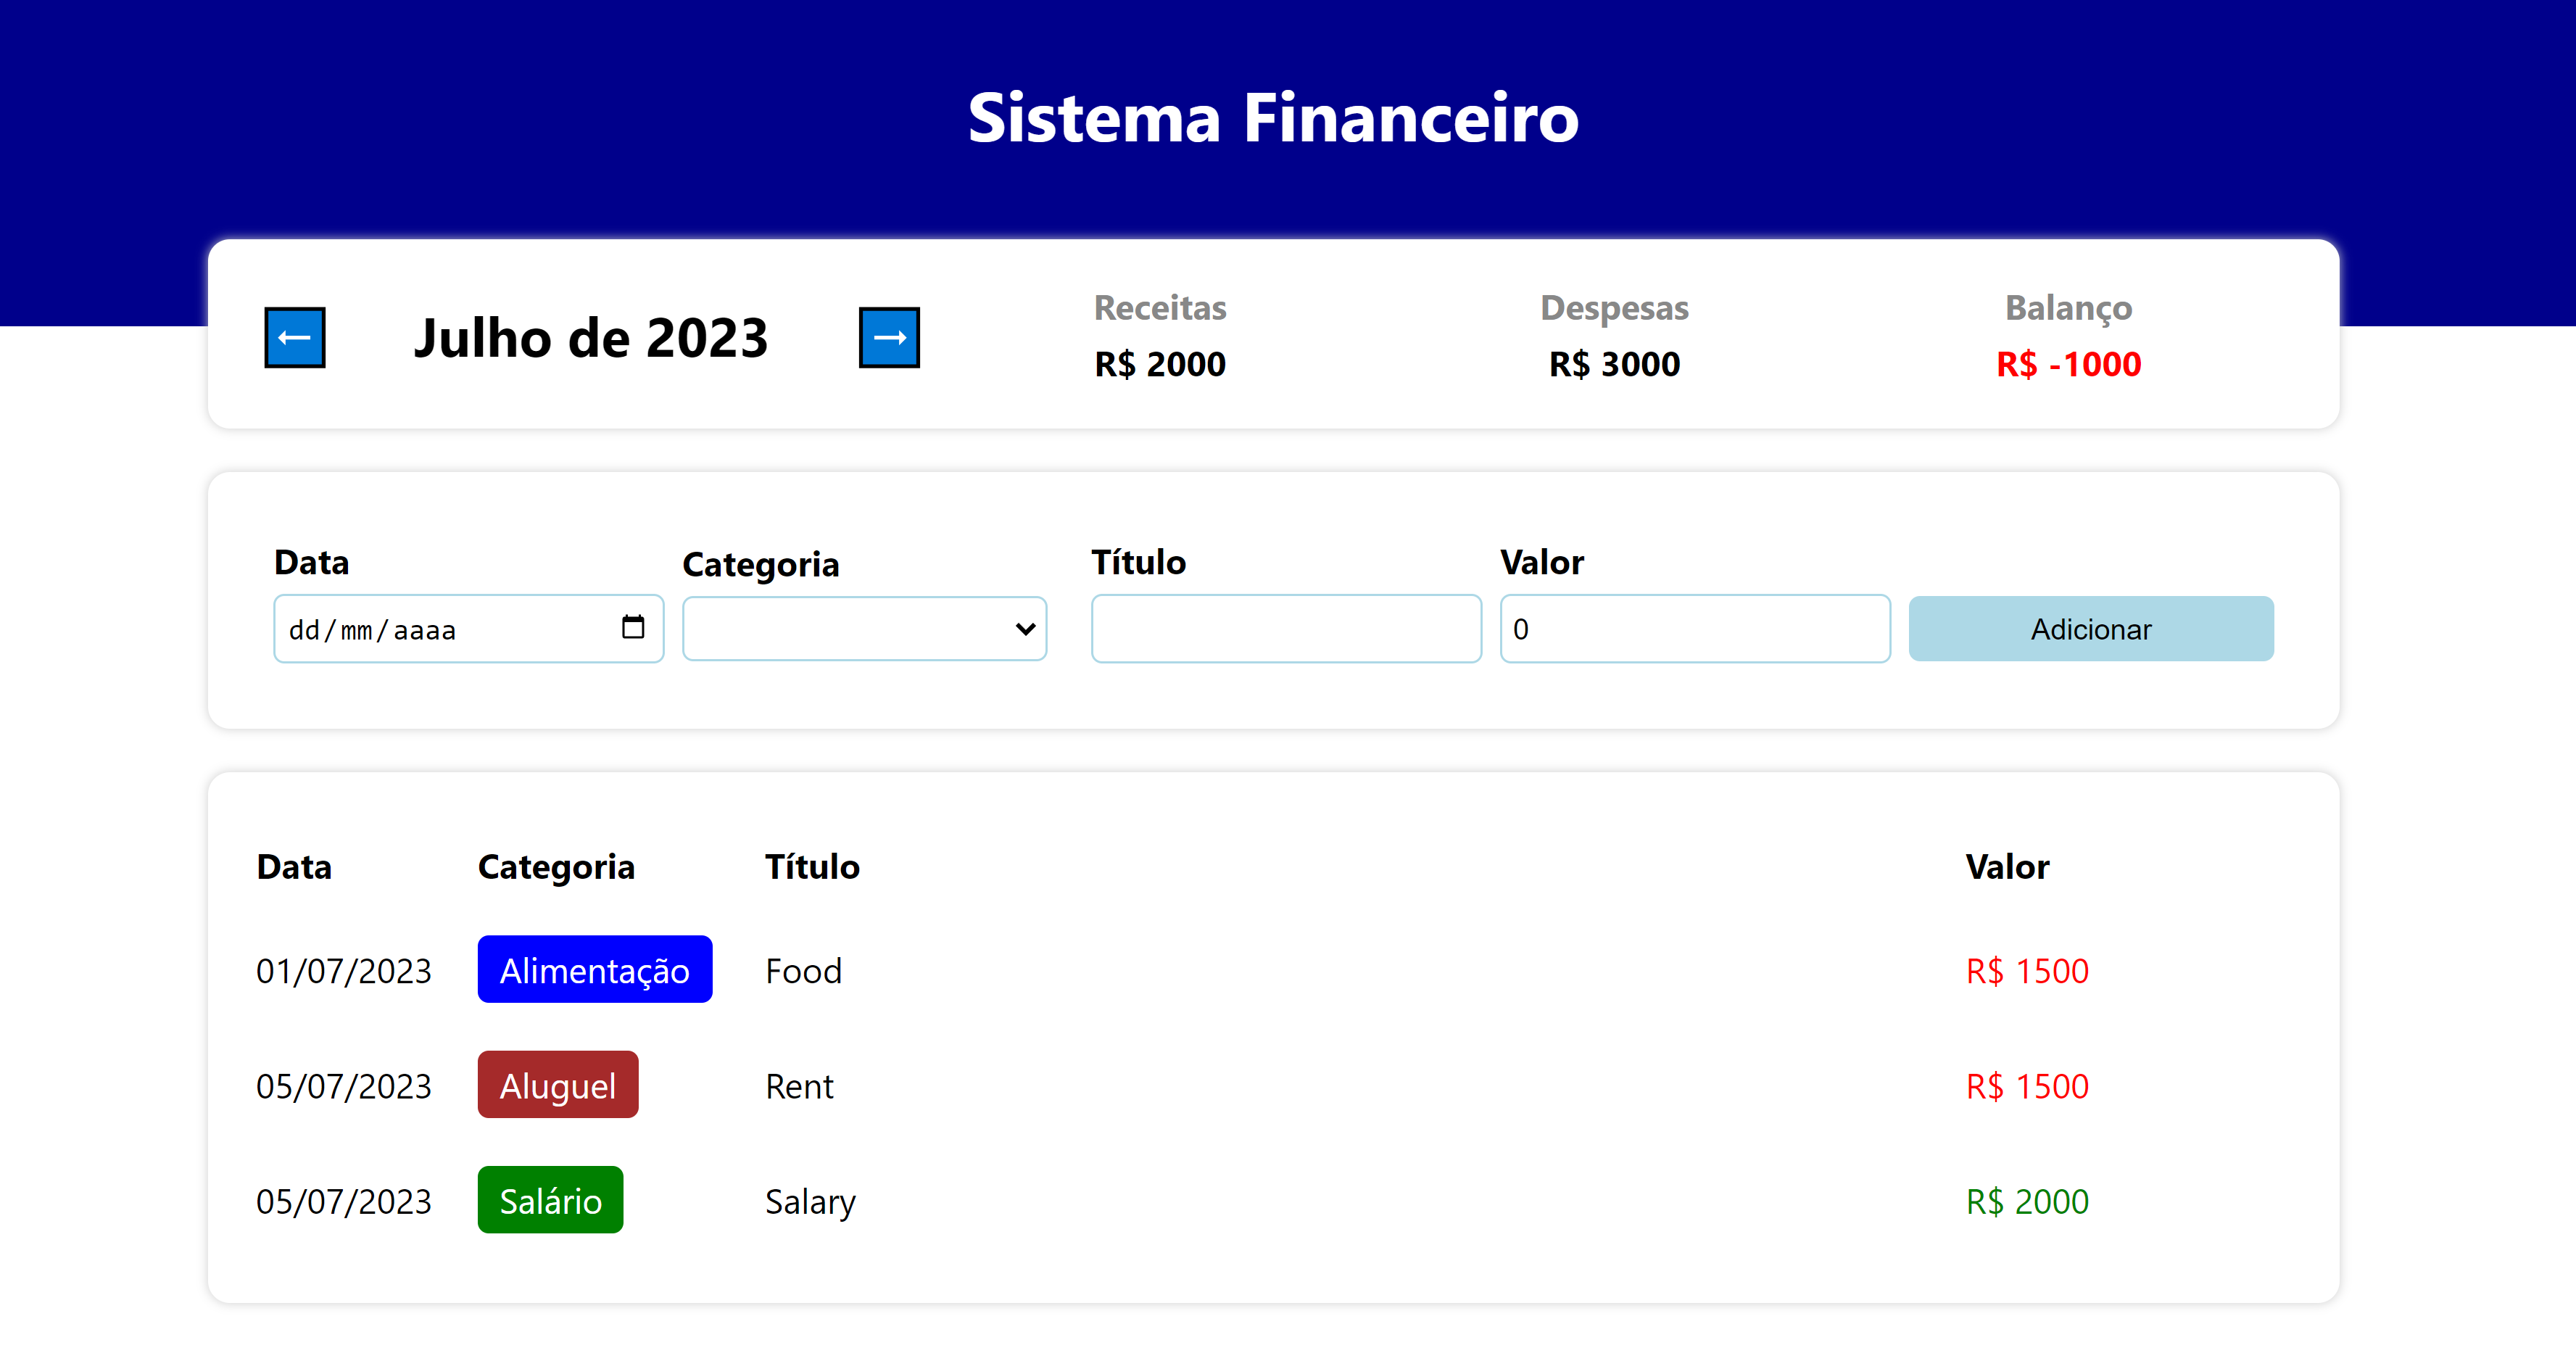 Sistema Financeiro
← Julho de 2023 →
Receitas Despesas Balanço
R$ 2000 R$ 3000 R$ -1000
Data Categoria Título Valor
dd/mm/aaaa 0 Adicionar
Data Categoria Título Valor
01/07/2023 Alimentação Food R$ 1500
05/07/2023 Aluguel Rent R$ 1500
05/07/2023 Salário Salary R$ 2000